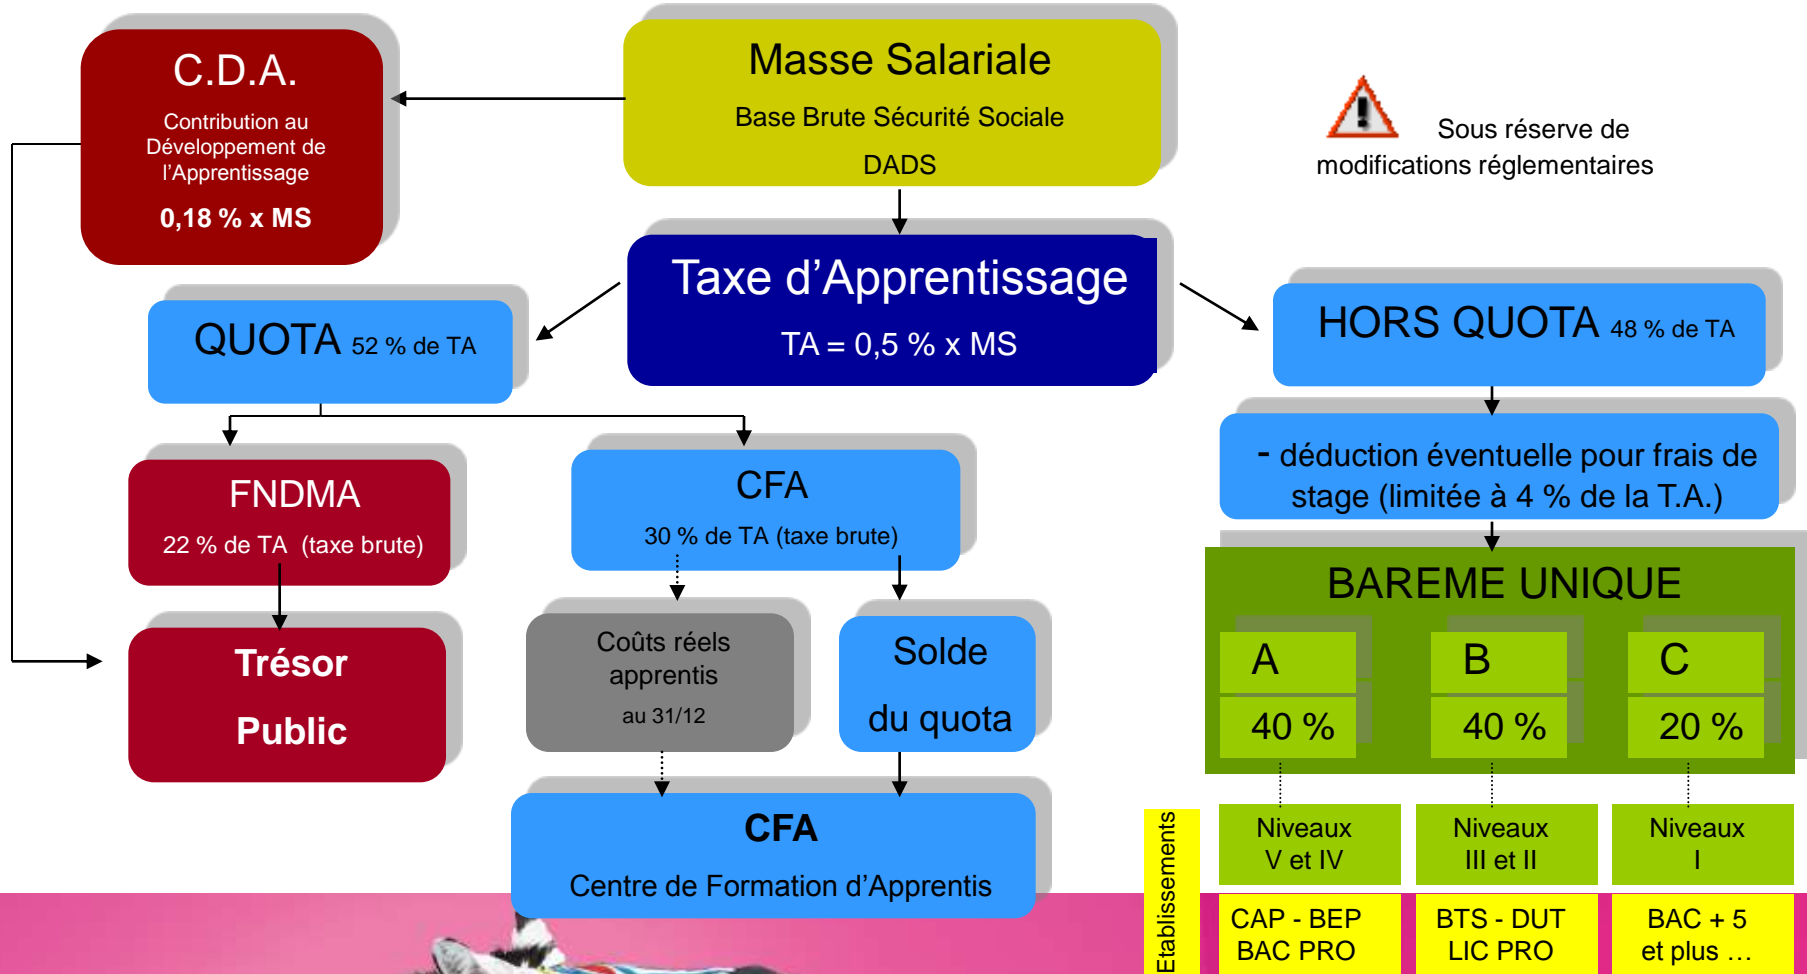 C.D.A.
Contribution au
Développement de
l’Apprentissage
0,18 % x MS
Masse Salariale
Base Brute Sécurité Sociale
DADS
Sous réserve de
modifications réglementaires
Taxe d’Apprentissage
TA = 0,5 % x MS
QUOTA 52 % de TA
HORS QUOTA 48 % de TA
- déduction éventuelle pour frais de
stage (limitée à 4 % de la T.A.)
FNDMA
22 % de TA (taxe brute)
CFA
30 % de TA (taxe brute)
Trésor
Public
Coûts réels
apprentis
au 31/12
Solde
du quota
CFA
Centre de Formation d’Apprentis
BAREME UNIQUE
A
40 %
B
40 %
C
20 %
Etablissements
Niveaux
V et IV
Niveaux
III et II
Niveaux
I
CAP - BEP
BAC PRO
BTS - DUT
LIC PRO
BAC + 5
et plus …